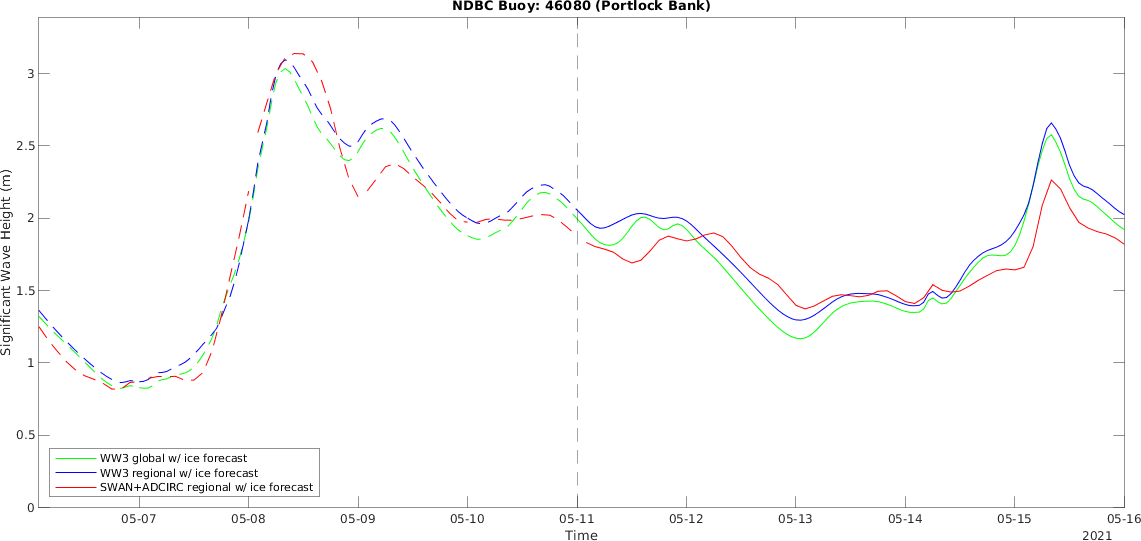 NDBC Buoy: 46080 (Portlock Bank)
Significant Wave Height (m)
3
2.5
2
1.5
1
0.5
0
WW3 global w/ ice forecast
WW3 regional w/ ice forecast
SWAN+ADCIRC regional w/ ice forecast
05-07 05-08 05-09 05-10 05-11 05-12 05-13 05-14 05-15 05-16
Time
2021